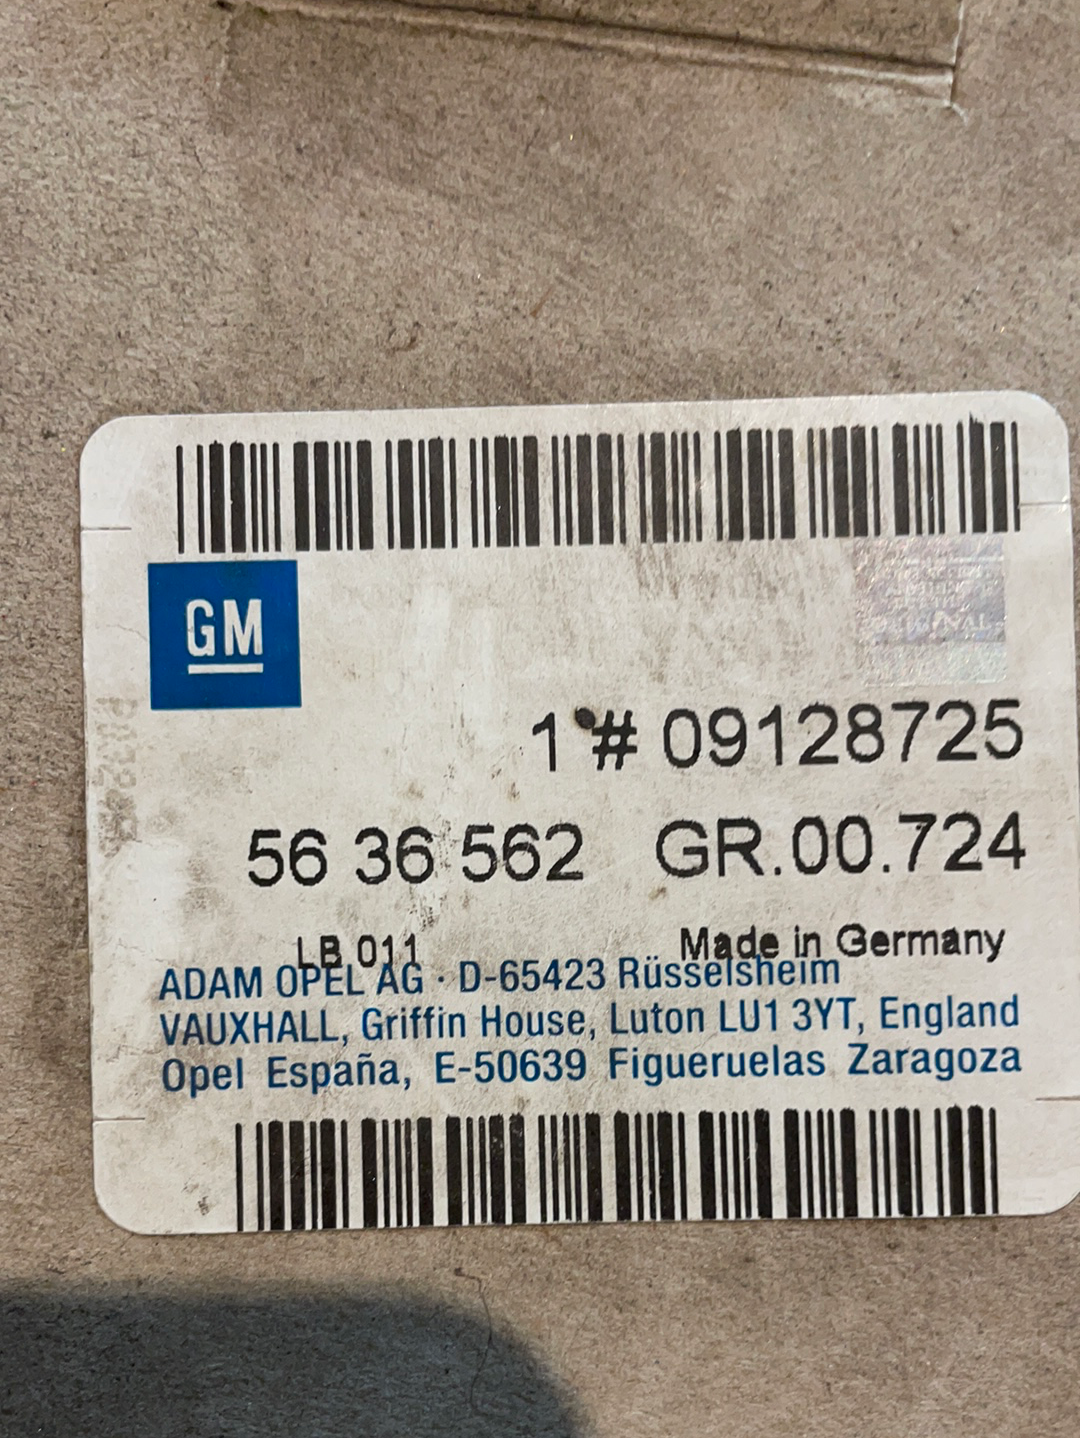 GM
ORIGINAL
1 # 09128725
56 36 562 GR.00.724
LB 011 Made in Germany
ADAM OPEL AG · D-65423 Rüsselsheim
VAUXHALL, Griffin House, Luton LU1 3YT, England
Opel España, E-50639 Figueruelas Zaragoza